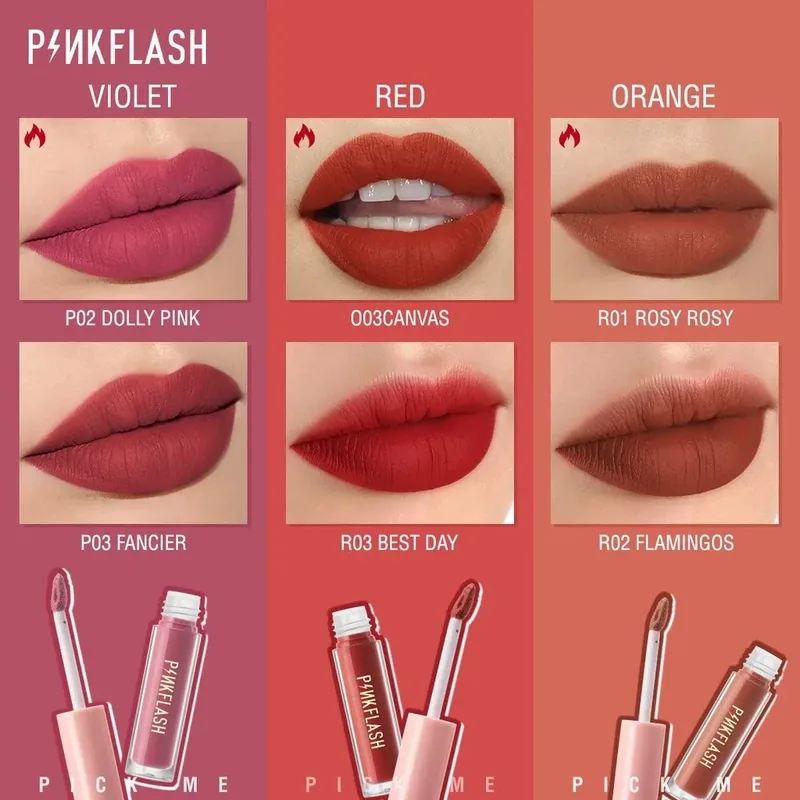 PINKFLASH
VIOLET
RED
ORANGE
P02 DOLLY PINK
O03CANVAS
R01 ROSY ROSY
P03 FANCIER
R03 BEST DAY
R02 FLAMINGOS
PINKFLASH
PINKFLASH
PINKFLASH
PICK ME
PICK ME
PICK ME